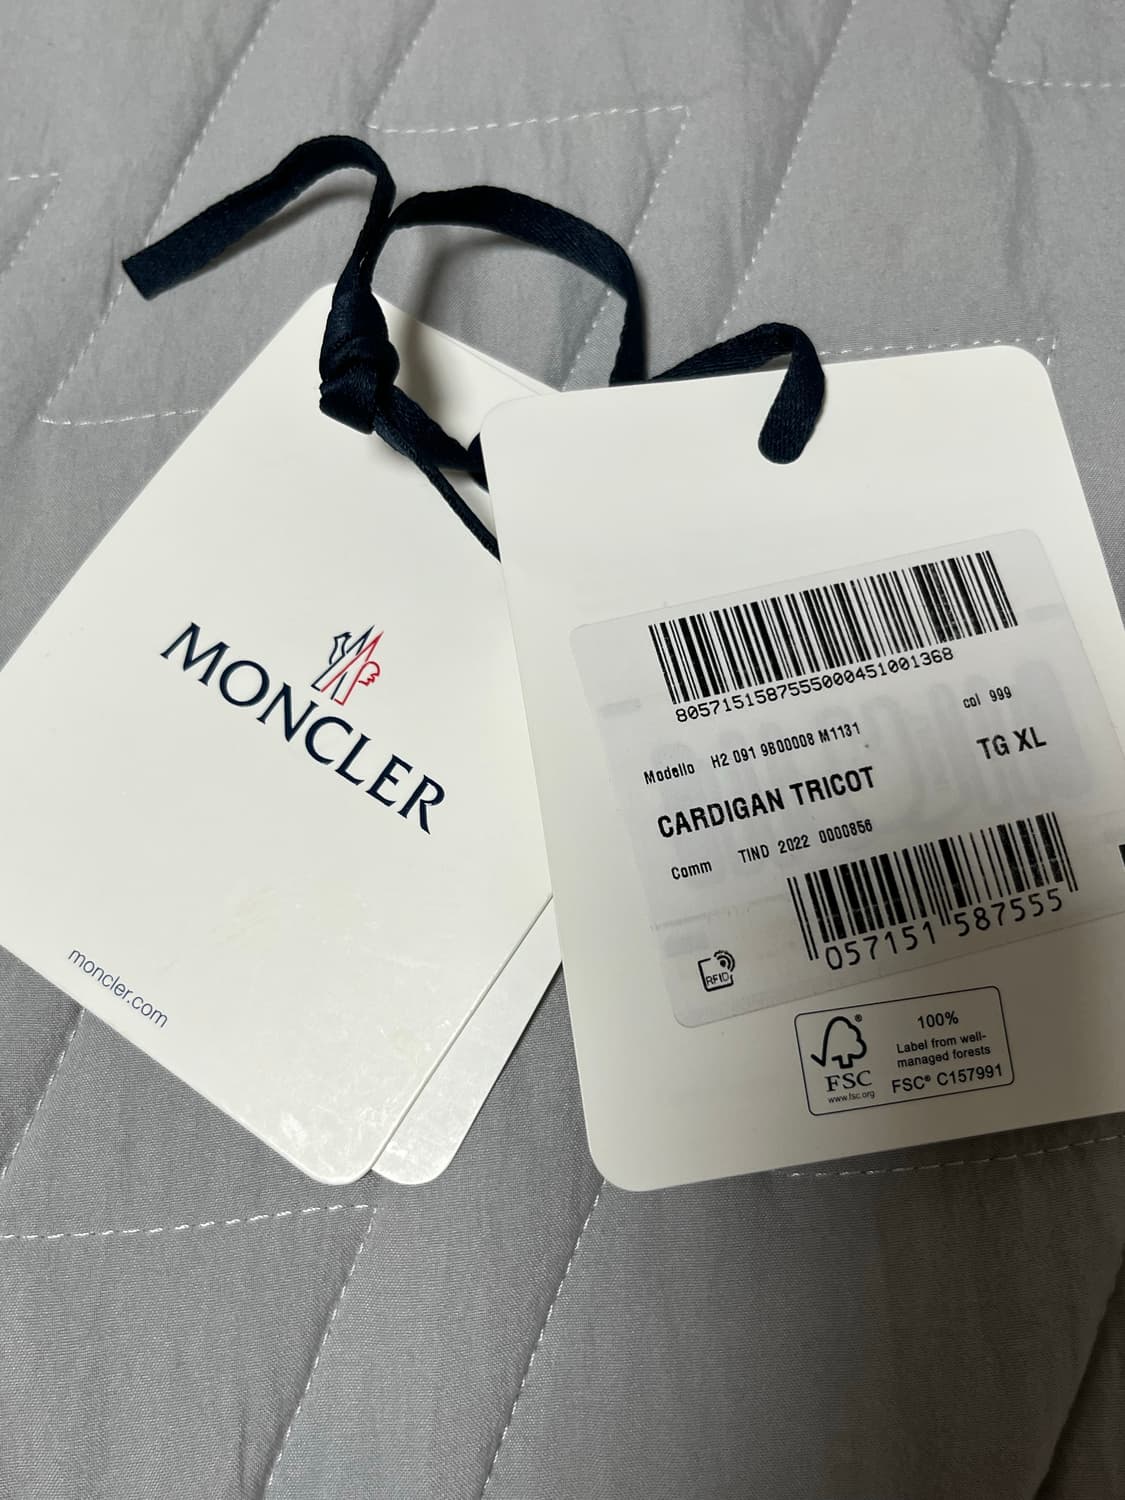 MONCLER
moncler.com
8057151587555000451001368
Modello H2 091 9B00008 M1131 col 999
CARDIGAN TRICOT TG XL
Comm TIND 2022 0000856
057151 587555
RFID
FSC®
www.fsc.org
100%
Label from well-
managed forests
FSC® C157991